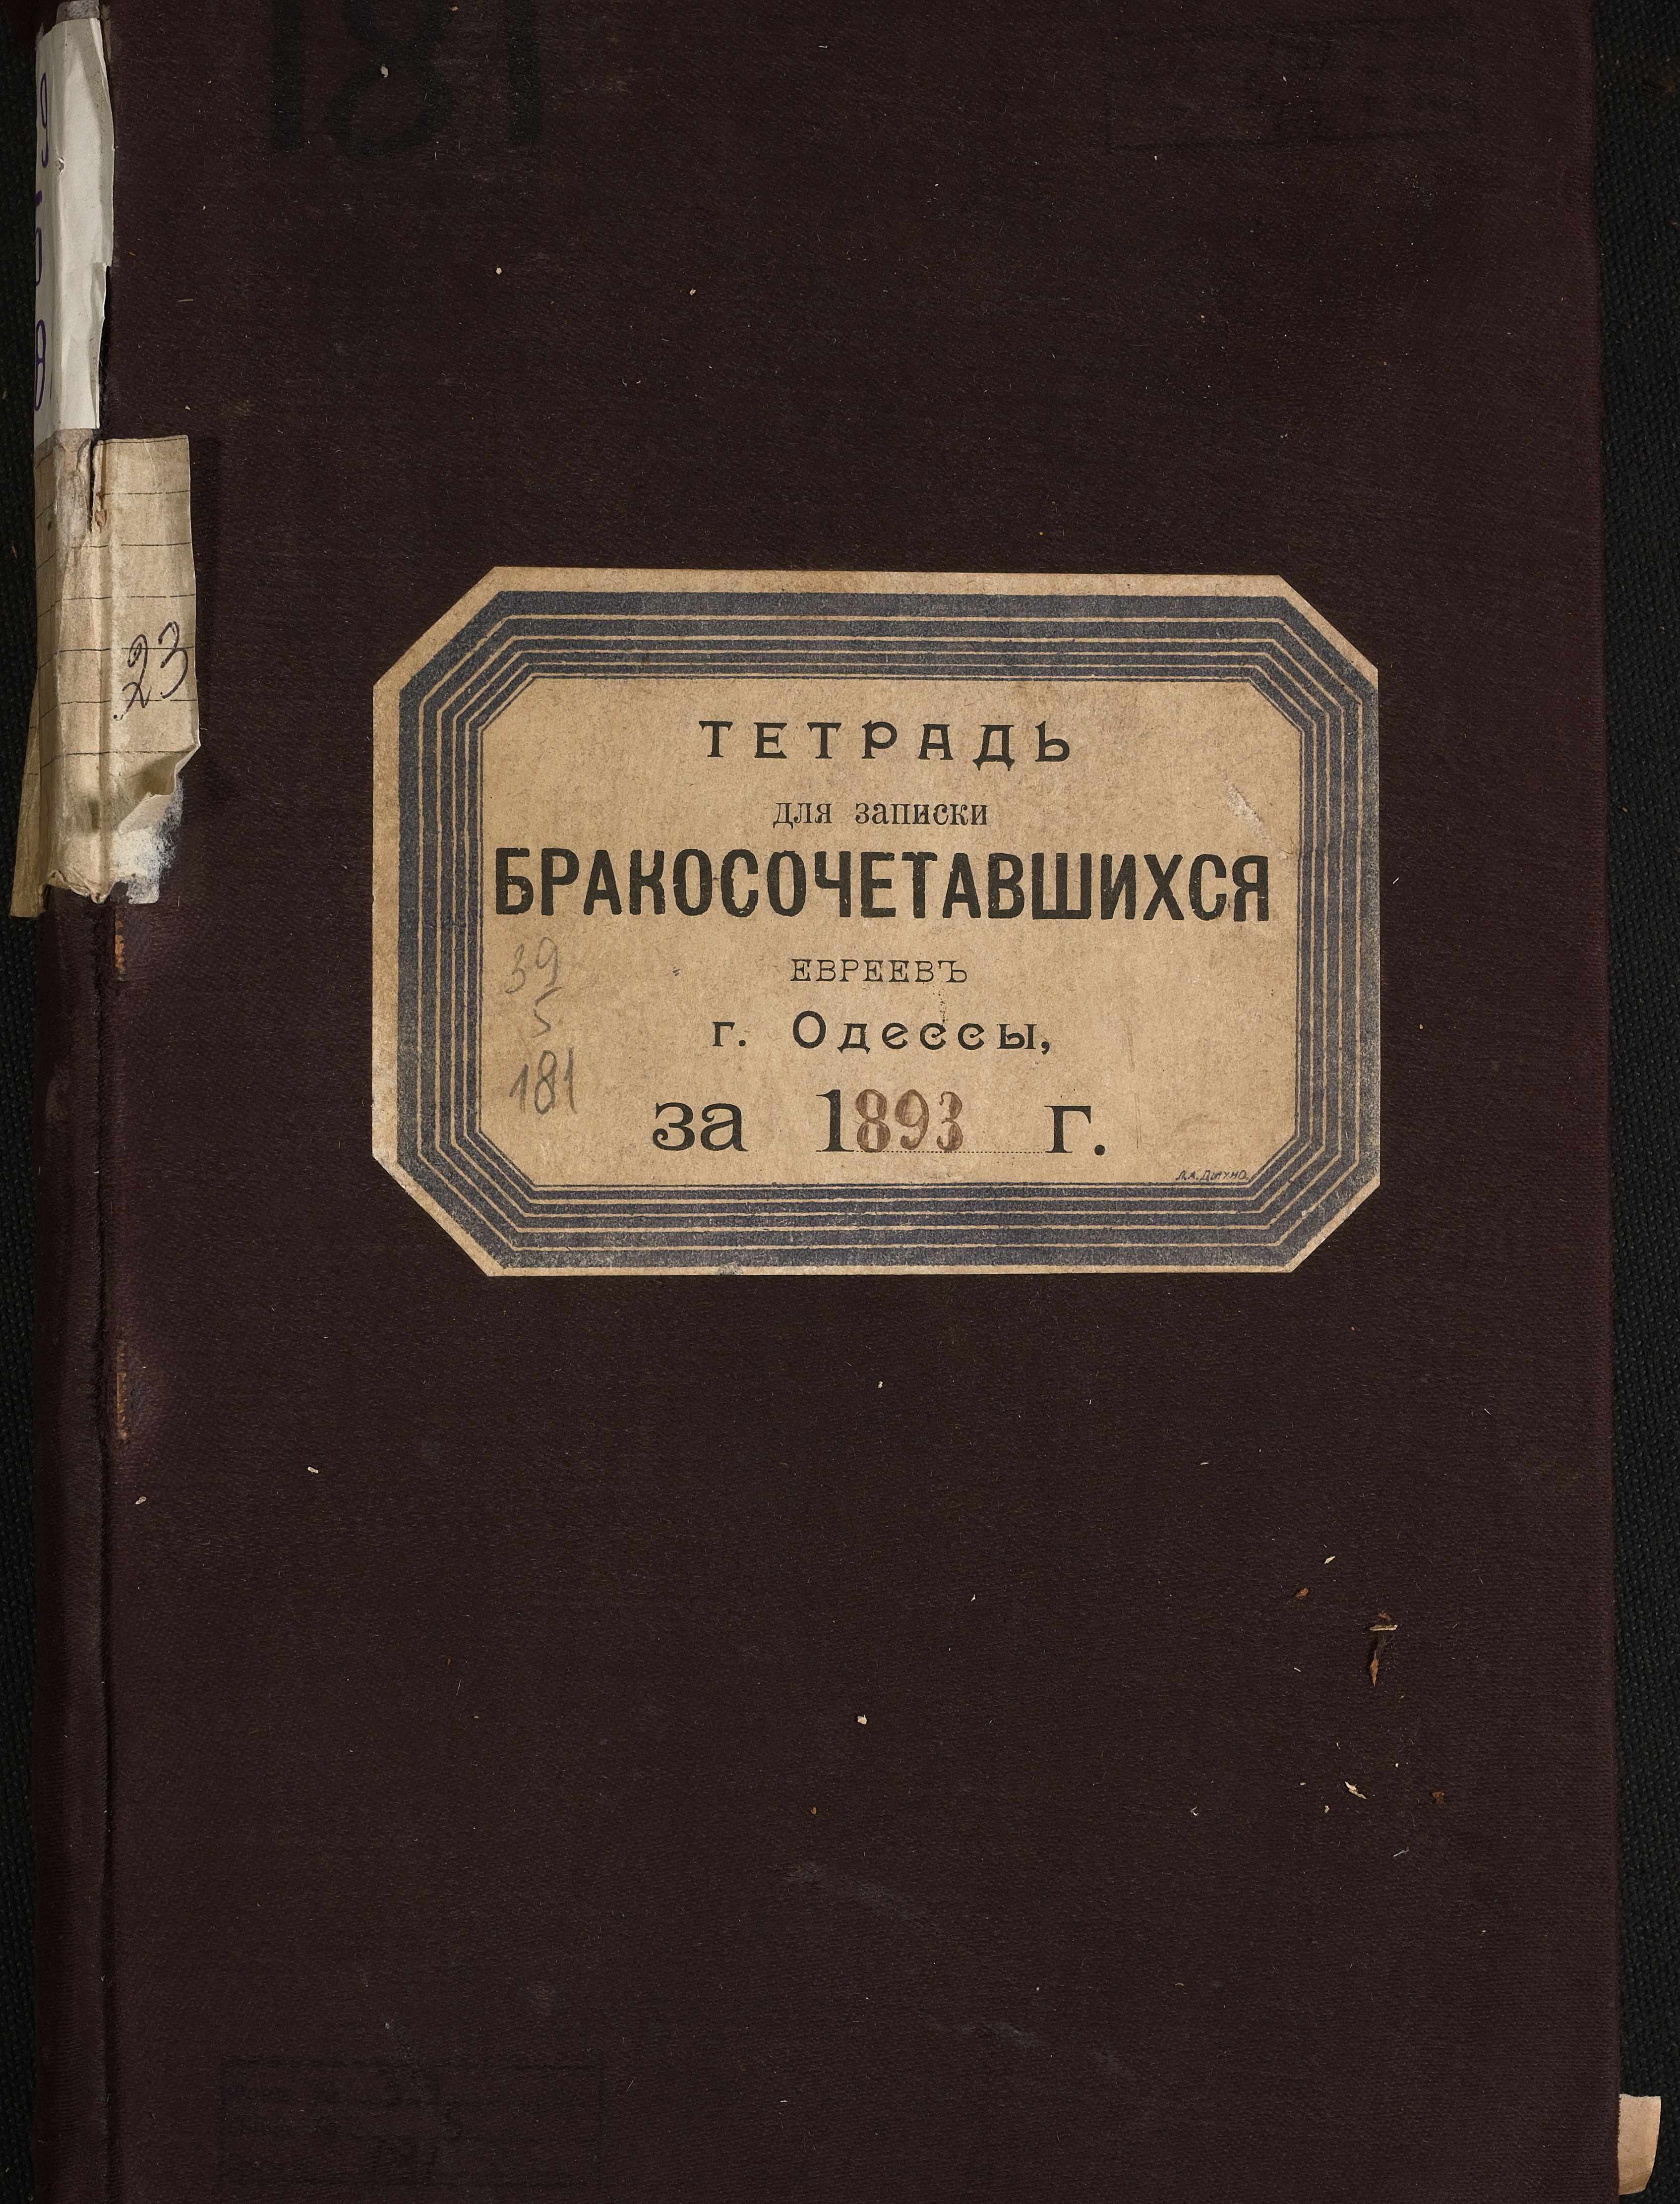 181
23
ТЕТРАДЬ
для записки
БРАКОСОЧЕТАВШИХСЯ
ЕВРЕЕВЪ
г. Одессы,
за 1893 г.
39
5
181